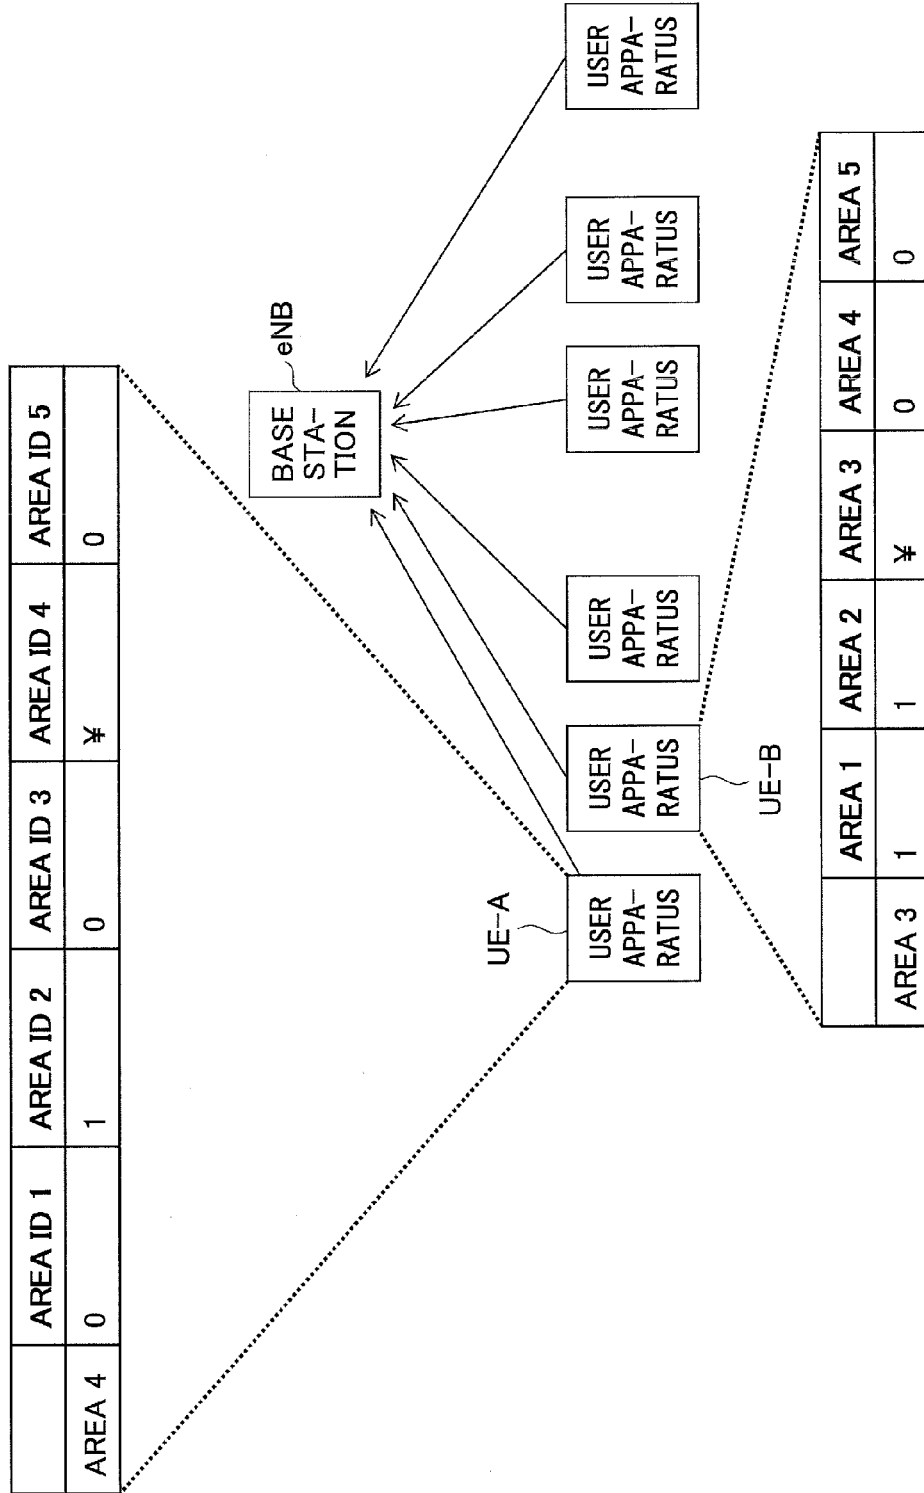 AREA ID 1 AREA ID 2 AREA ID 3 AREA ID 4 AREA ID 5
AREA 4 0 1 0 ¥ 0
BASE
STA-
TION
eNB
UE-A
USER
APPA-
RATUS
USER
APPA-
RATUS
USER
APPA-
RATUS
USER
APPA-
RATUS
USER
APPA-
RATUS
USER
APPA-
RATUS
UE-B
AREA 1 AREA 2 AREA 3 AREA 4 AREA 5
AREA 3 1 1 ¥ 0 0